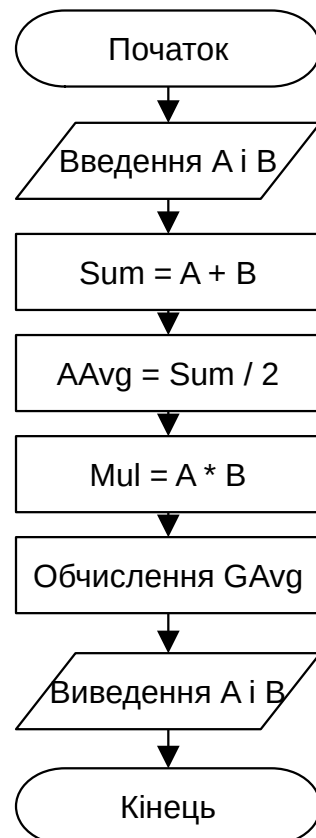 Початок
Введення А і В
Sum = A + B
AAvg = Sum / 2
Mul = A * B
Обчислення GAvg
Виведення А і В
Кінець